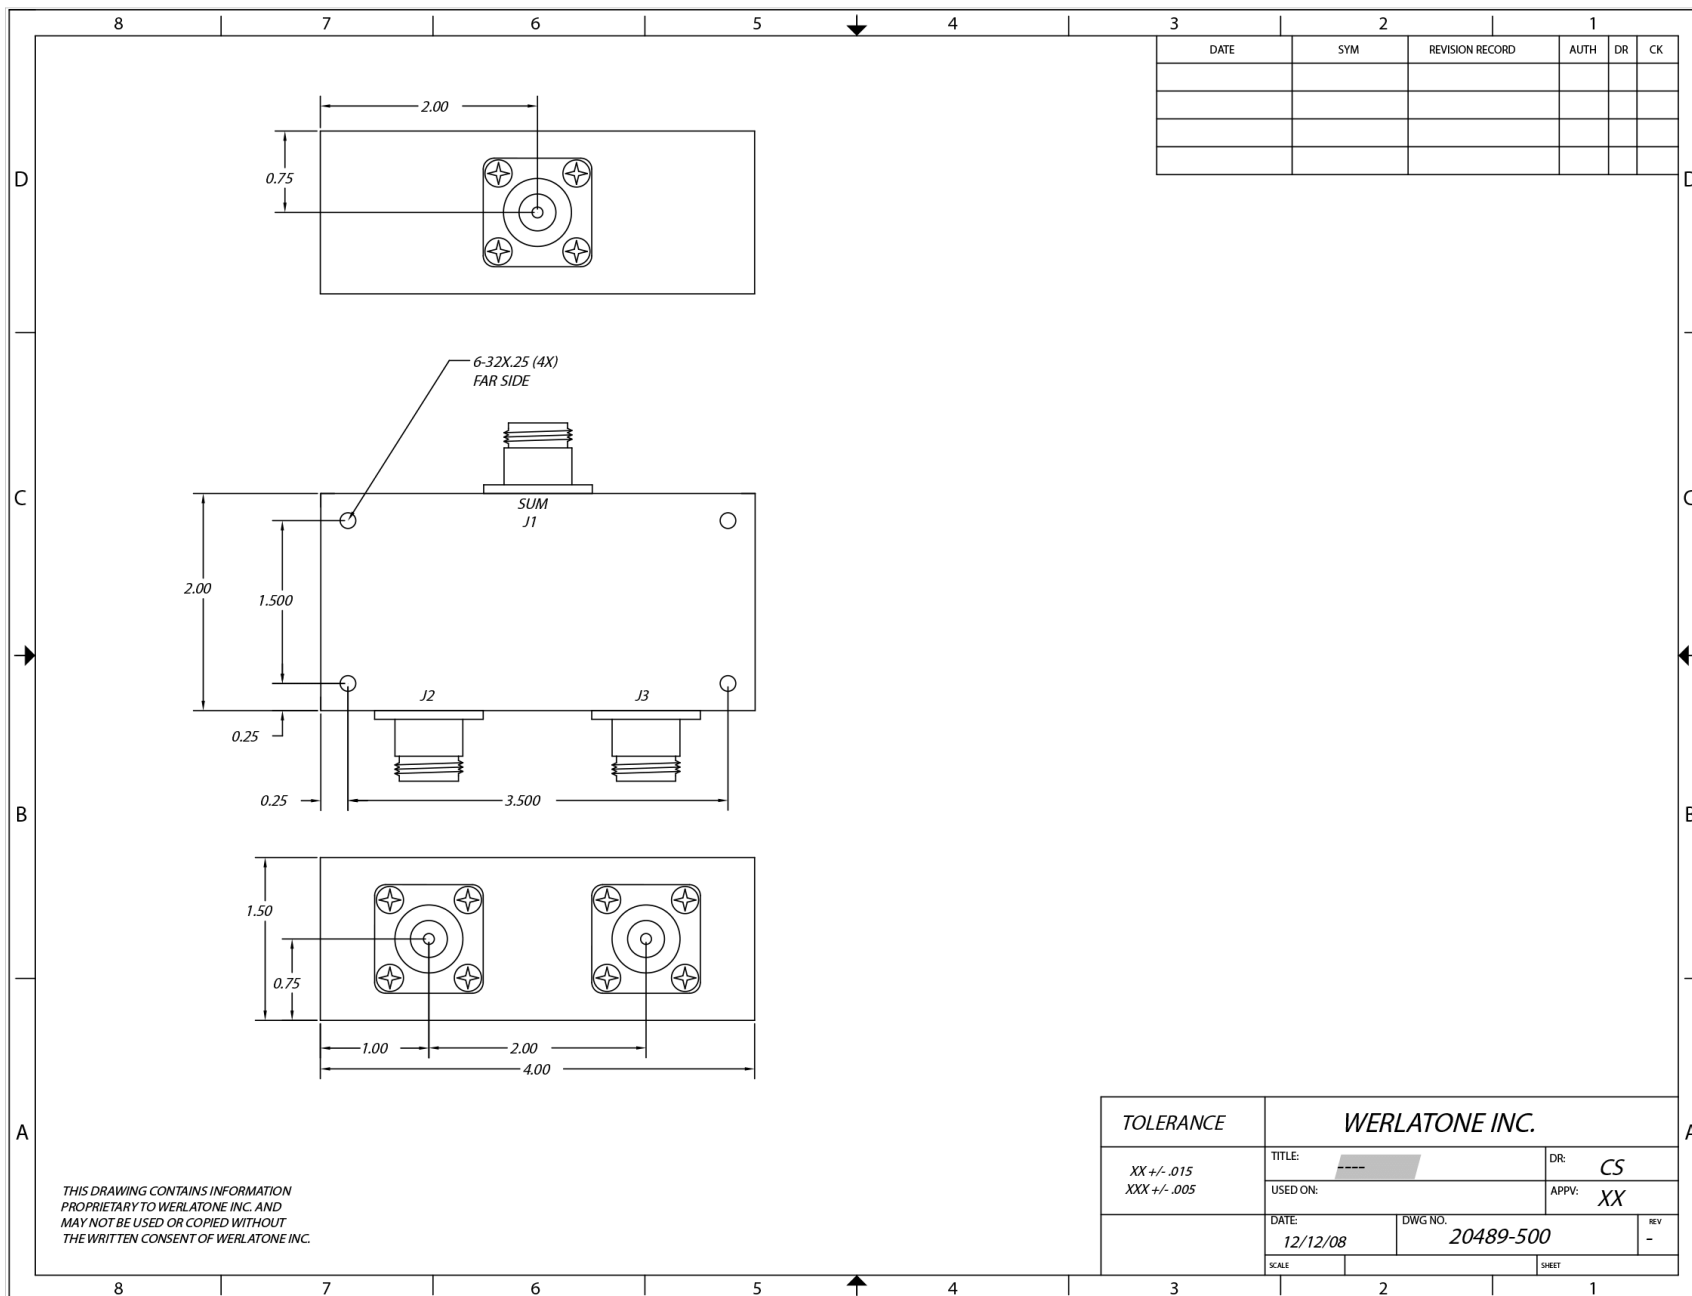 8 7 6 5 4 3 2 1
DATE SYM REVISION RECORD AUTH DR CK
D D
2.00
0.75
6-32X.25 (4X)
FAR SIDE
C C
SUM
J1
2.00
1.500
J2 J3
0.25
0.25 3.500
B B
1.50
0.75
1.00 2.00
4.00
A A
TOLERANCE
XX +/- .015
XXX +/- .005
WERLATONE INC.
TITLE: ----
DR: CS
USED ON:
APPV: XX
DATE: 12/12/08
DWG NO. 20489-500
REV -
SCALE SHEET
THIS DRAWING CONTAINS INFORMATION
PROPRIETARY TO WERLATONE INC. AND
MAY NOT BE USED OR COPIED WITHOUT
THE WRITTEN CONSENT OF WERLATONE INC.
8 7 6 5 4 3 2 1